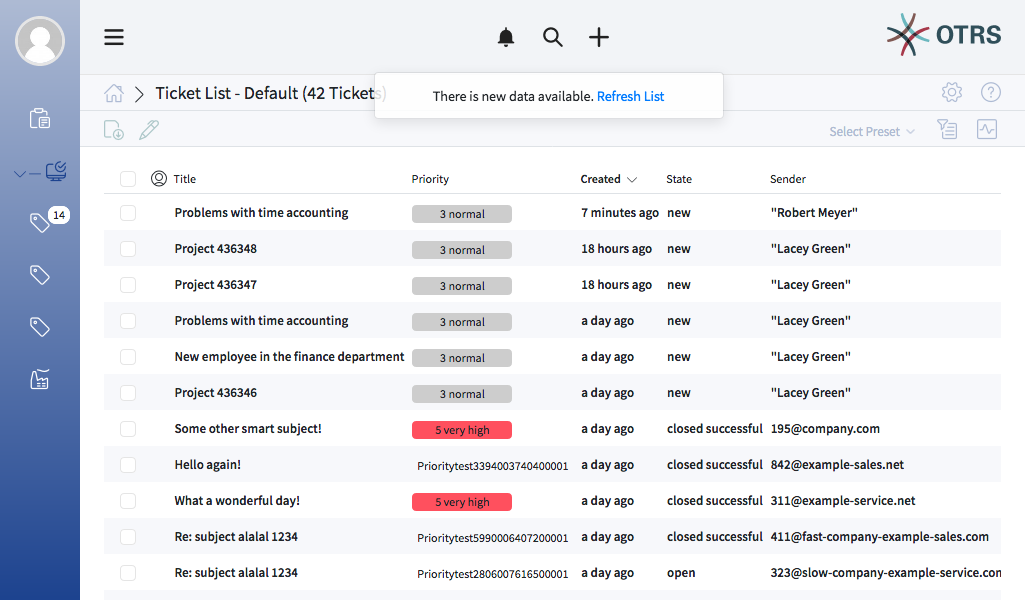 OTRS
Ticket List - Default (42 Tickets)
There is new data available. Refresh List
Select Preset
14
Title Priority Created State Sender
Problems with time accounting 3 normal 7 minutes ago new "Robert Meyer"
Project 436348 3 normal 18 hours ago new "Lacey Green"
Project 436347 3 normal 18 hours ago new "Lacey Green"
Problems with time accounting 3 normal a day ago new "Lacey Green"
New employee in the finance department 3 normal a day ago new "Lacey Green"
Project 436346 3 normal a day ago new "Lacey Green"
Some other smart subject! 5 very high a day ago closed successful 195@company.com
Hello again! Prioritytest3394003740400001 a day ago closed successful 842@example-sales.net
What a wonderful day! 5 very high a day ago closed successful 311@example-service.net
Re: subject alalal 1234 Prioritytest5990006407200001 a day ago closed successful 411@fast-company-example-sales.com
Re: subject alalal 1234 Prioritytest2806007616500001 a day ago open 323@slow-company-example-service.con